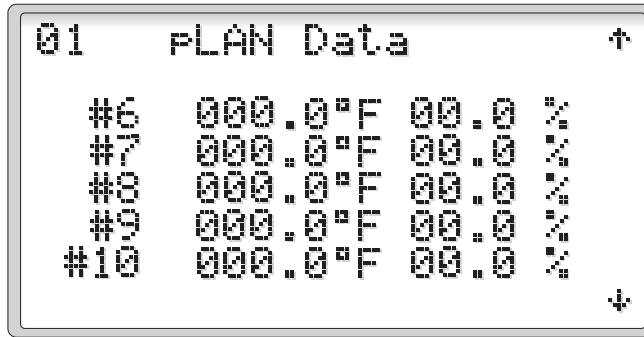 01 pLAN Data ↑
#6 000.0°F 00.0 %
#7 000.0°F 00.0 %
#8 000.0°F 00.0 %
#9 000.0°F 00.0 %
#10 000.0°F 00.0 %
↓